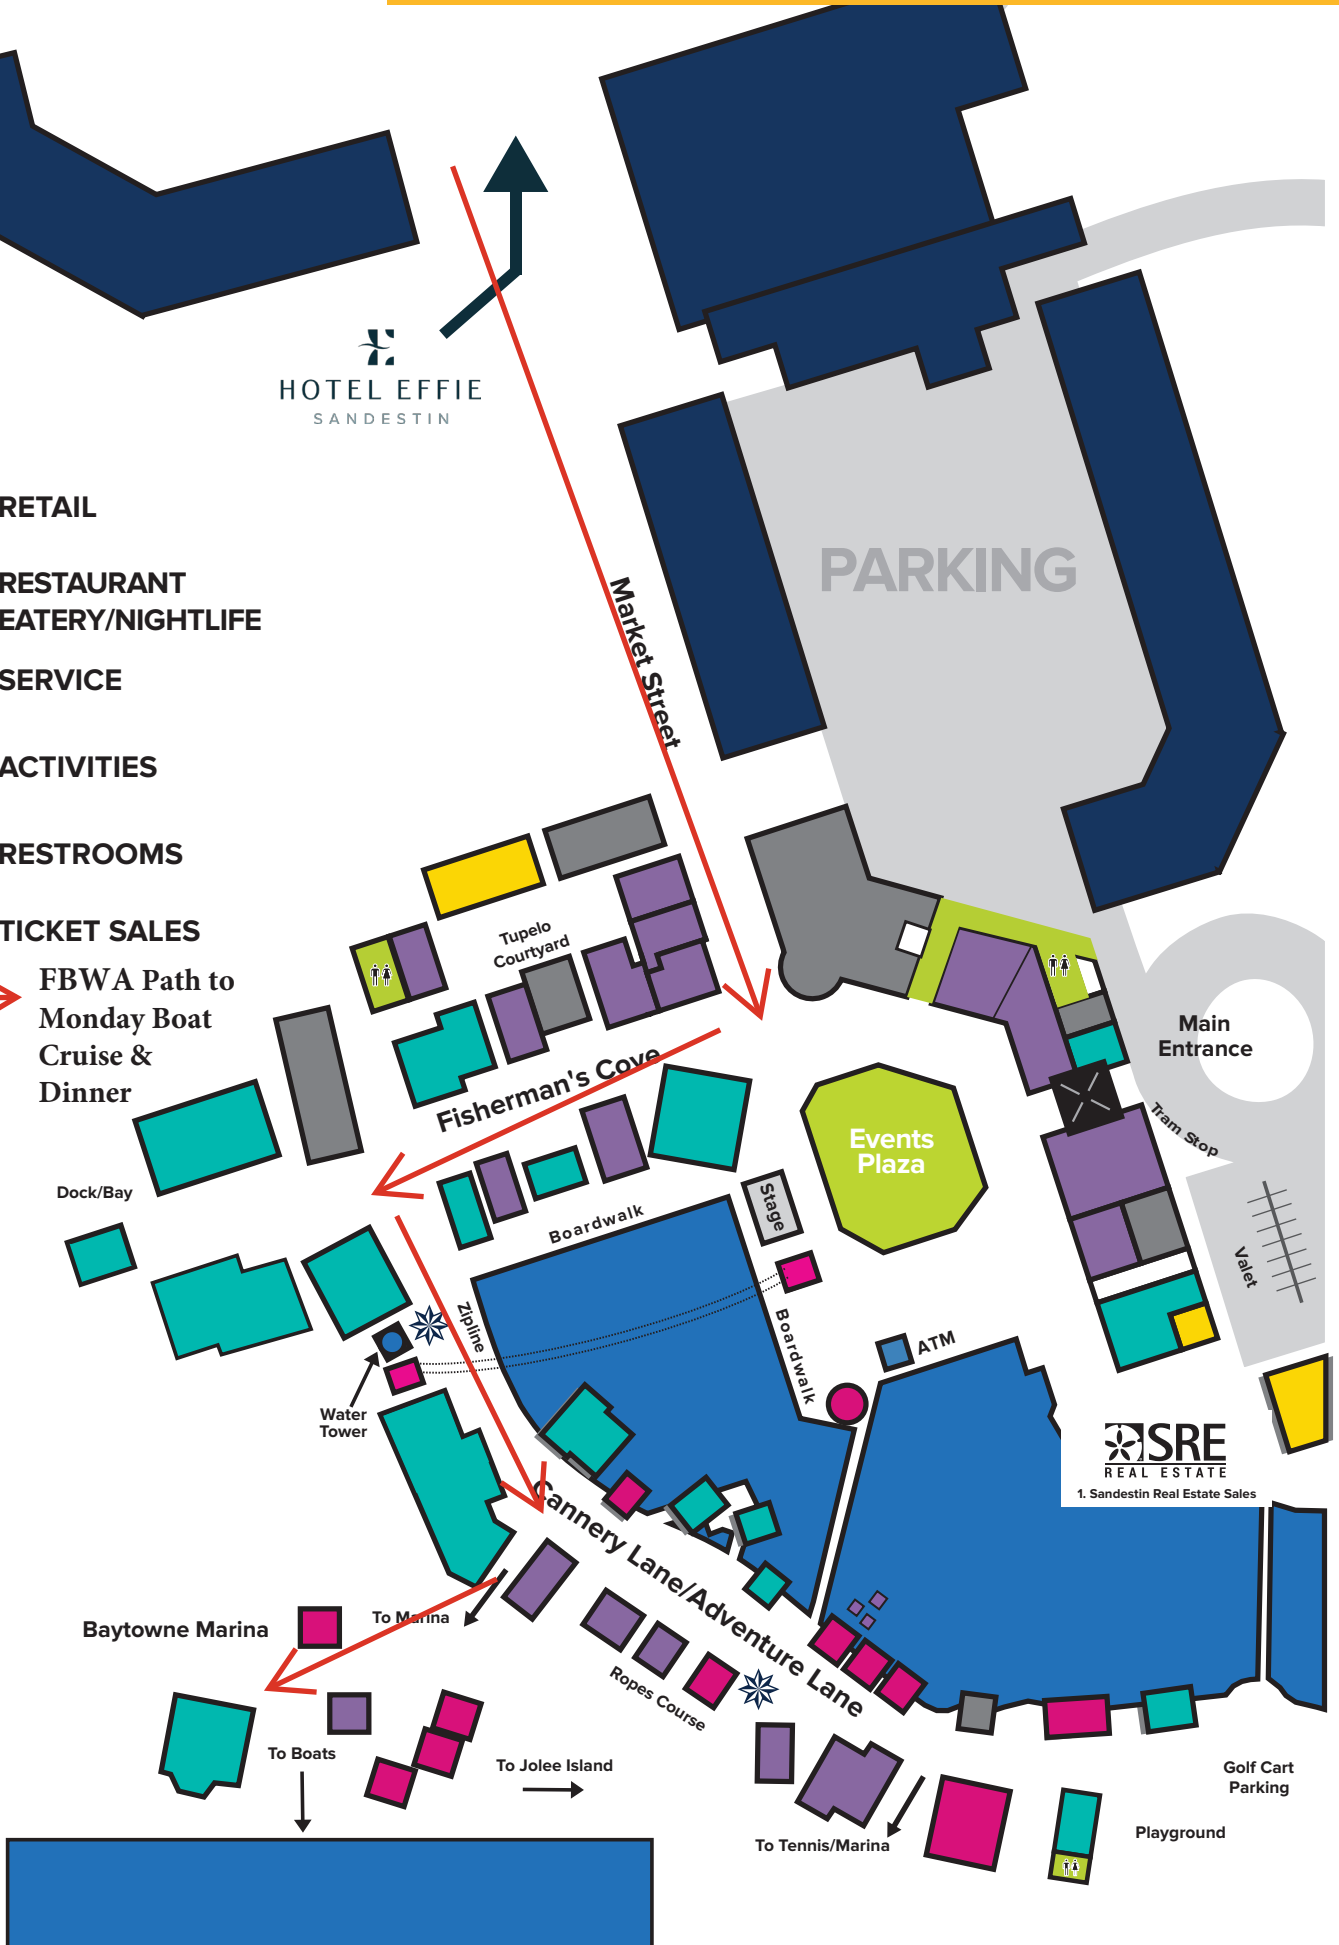 HOTEL EFFIE
SANDESTIN
RETAIL
RESTAURANT
EATERY/NIGHTLIFE
SERVICE
ACTIVITIES
RESTROOMS
TICKET SALES
FBWA Path to
Monday Boat
Cruise &
Dinner
PARKING
Market Street
Tupelo
Courtyard
Fisherman's Cove
Main
Entrance
Tram Stop
Events
Plaza
Stage
Valet
Dock/Bay
Boardwalk
Boardwalk
Zipline
ATM
Water
Tower
SRE
REAL ESTATE
1. Sandestin Real Estate Sales
Cannery Lane/Adventure Lane
To Marina
Baytowne Marina
Ropes Course
To Boats
To Jolee Island
To Tennis/Marina
Golf Cart
Parking
Playground